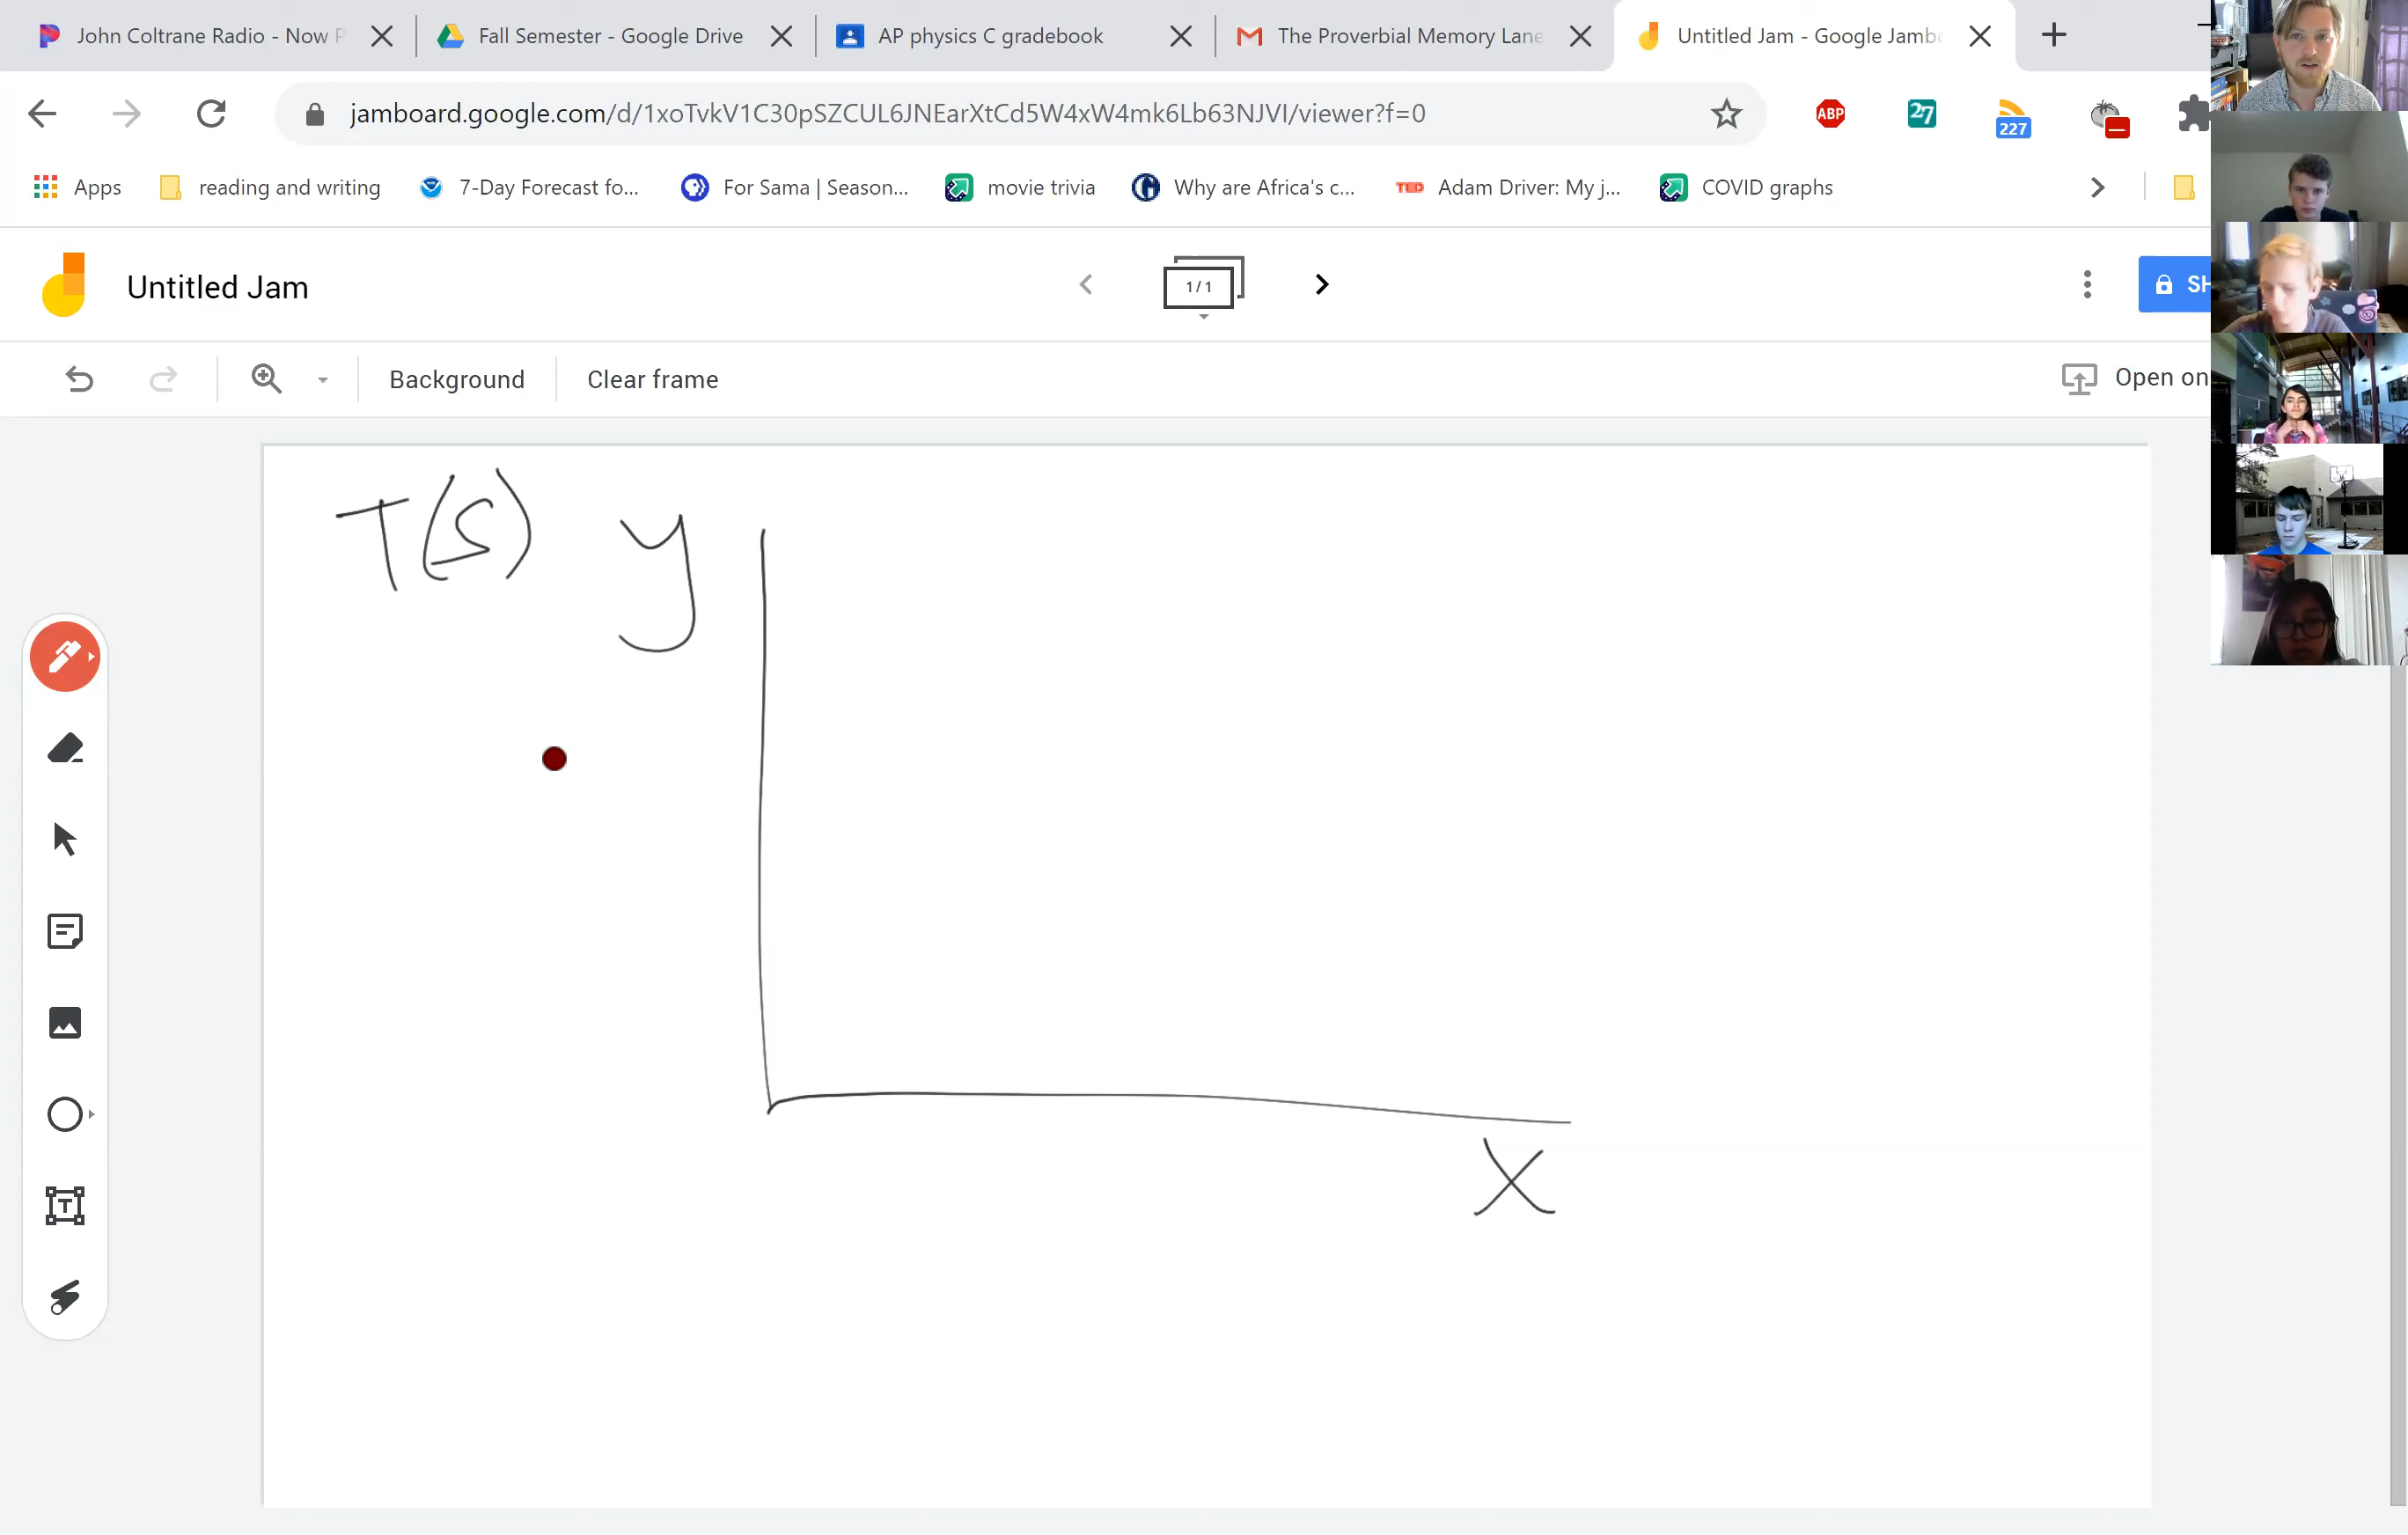 John Coltrane Radio - Now P
Fall Semester - Google Drive
AP physics C gradebook
The Proverbial Memory Lane
Untitled Jam - Google Jambo
jamboard.google.com/d/1xoTvkV1C30pSZCUL6JNEarXtCd5W4xW4mk6Lb63NJVI/viewer?f=0
ABP
27
227
Apps
reading and writing
7-Day Forecast fo...
For Sama | Season...
movie trivia
Why are Africa's c...
TED
Adam Driver: My j...
COVID graphs
Untitled Jam
1 / 1
SH
Background
Clear frame
Open on
T(s) y
x